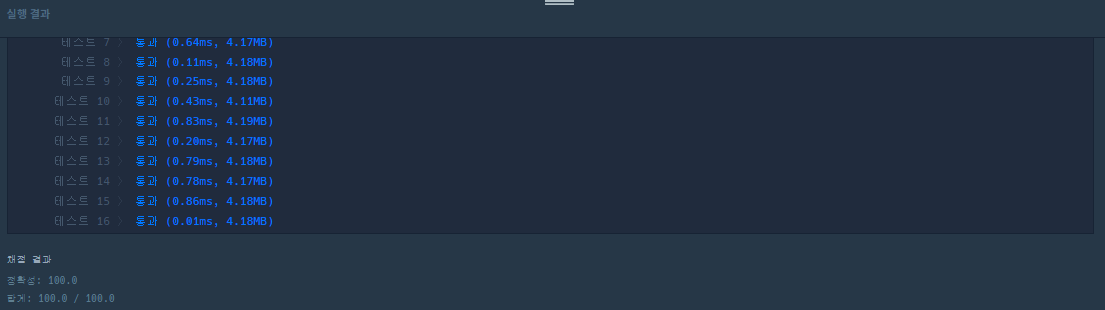 실행 결과
테스트 7 〉 통과 (0.64ms, 4.17MB)
테스트 8 〉 통과 (0.11ms, 4.18MB)
테스트 9 〉 통과 (0.25ms, 4.18MB)
테스트 10 〉 통과 (0.43ms, 4.11MB)
테스트 11 〉 통과 (0.83ms, 4.19MB)
테스트 12 〉 통과 (0.20ms, 4.17MB)
테스트 13 〉 통과 (0.79ms, 4.18MB)
테스트 14 〉 통과 (0.78ms, 4.17MB)
테스트 15 〉 통과 (0.86ms, 4.18MB)
테스트 16 〉 통과 (0.01ms, 4.18MB)
채점 결과
정확성: 100.0
합계: 100.0 / 100.0